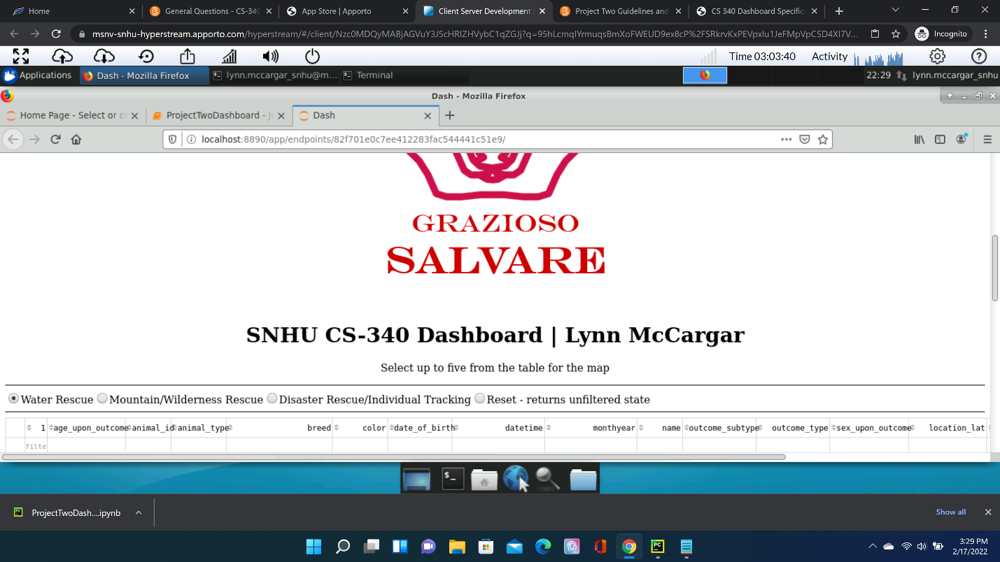 Home
General Questions - CS-340
App Store | Apporto
Client Server Development
Project Two Guidelines and
CS 340 Dashboard Specifica
msnv-snhu-hyperstream.apporto.com/hyperstream/#/client/
Incognito
Time 03:03:40
Activity
Applications
Dash - Mozilla Firefox
lynn.mccargar_snhu@m...
Terminal
22:29
lynn.mccargar_snhu
Dash - Mozilla Firefox
Home Page - Select or cr
ProjectTwoDashboard - Ju
Dash
localhost:8890/app/endpoints/82f701e0c7ee412283fac544441c51e9/
GRAZIOSO
SALVARE
SNHU CS-340 Dashboard | Lynn McCargar
Select up to five from the table for the map
Water Rescue Mountain/Wilderness Rescue Disaster Rescue/Individual Tracking Reset - returns unfiltered state
1 age_upon_outcome animal_id animal_type breed color date_of_birth datetime monthyear name outcome_subtype outcome_type sex_upon_outcome location_lat
filte
ProjectTwoDash....ipynb
Show all
3:29 PM
2/17/2022